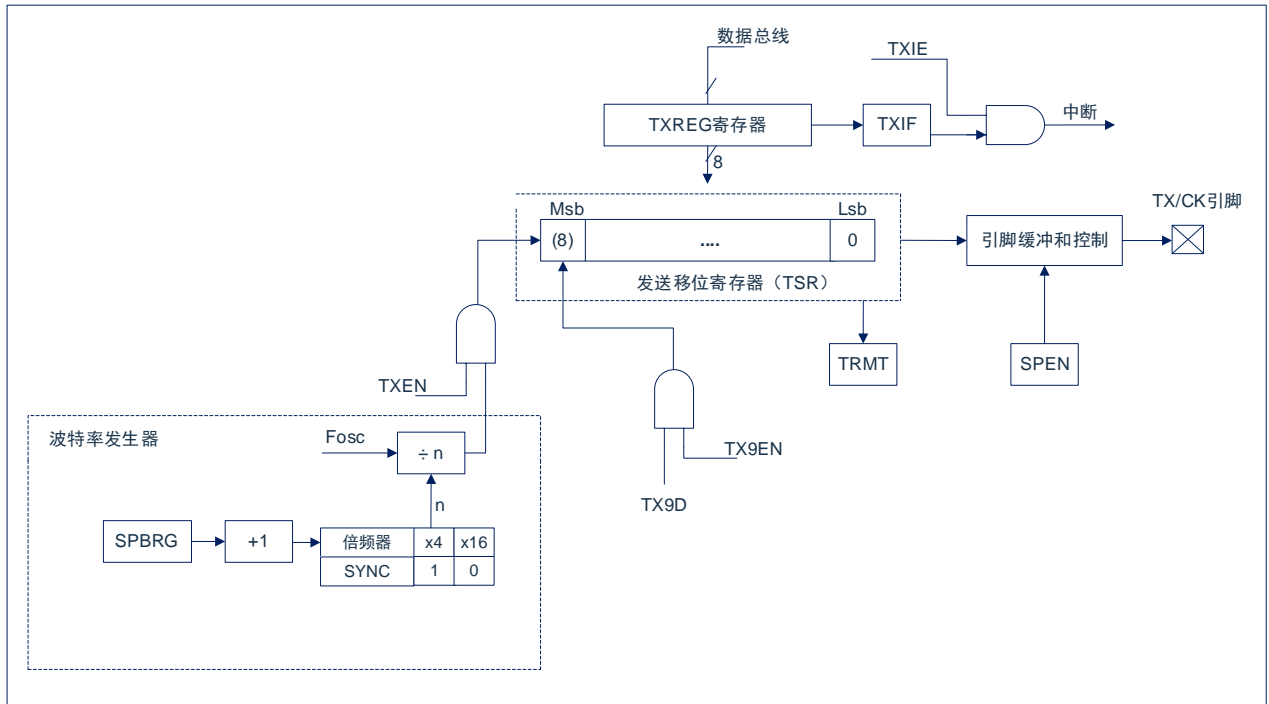 数据总线
TXIE
TXREG寄存器
TXIF
中断
8
Msb
Lsb
TX/CK引脚
(8)
....
0
引脚缓冲和控制
发送移位寄存器（TSR）
TRMT
SPEN
TXEN
波特率发生器
Fosc
÷ n
TX9EN
n
TX9D
SPBRG
+1
倍频器 x4 x16
SYNC 1 0